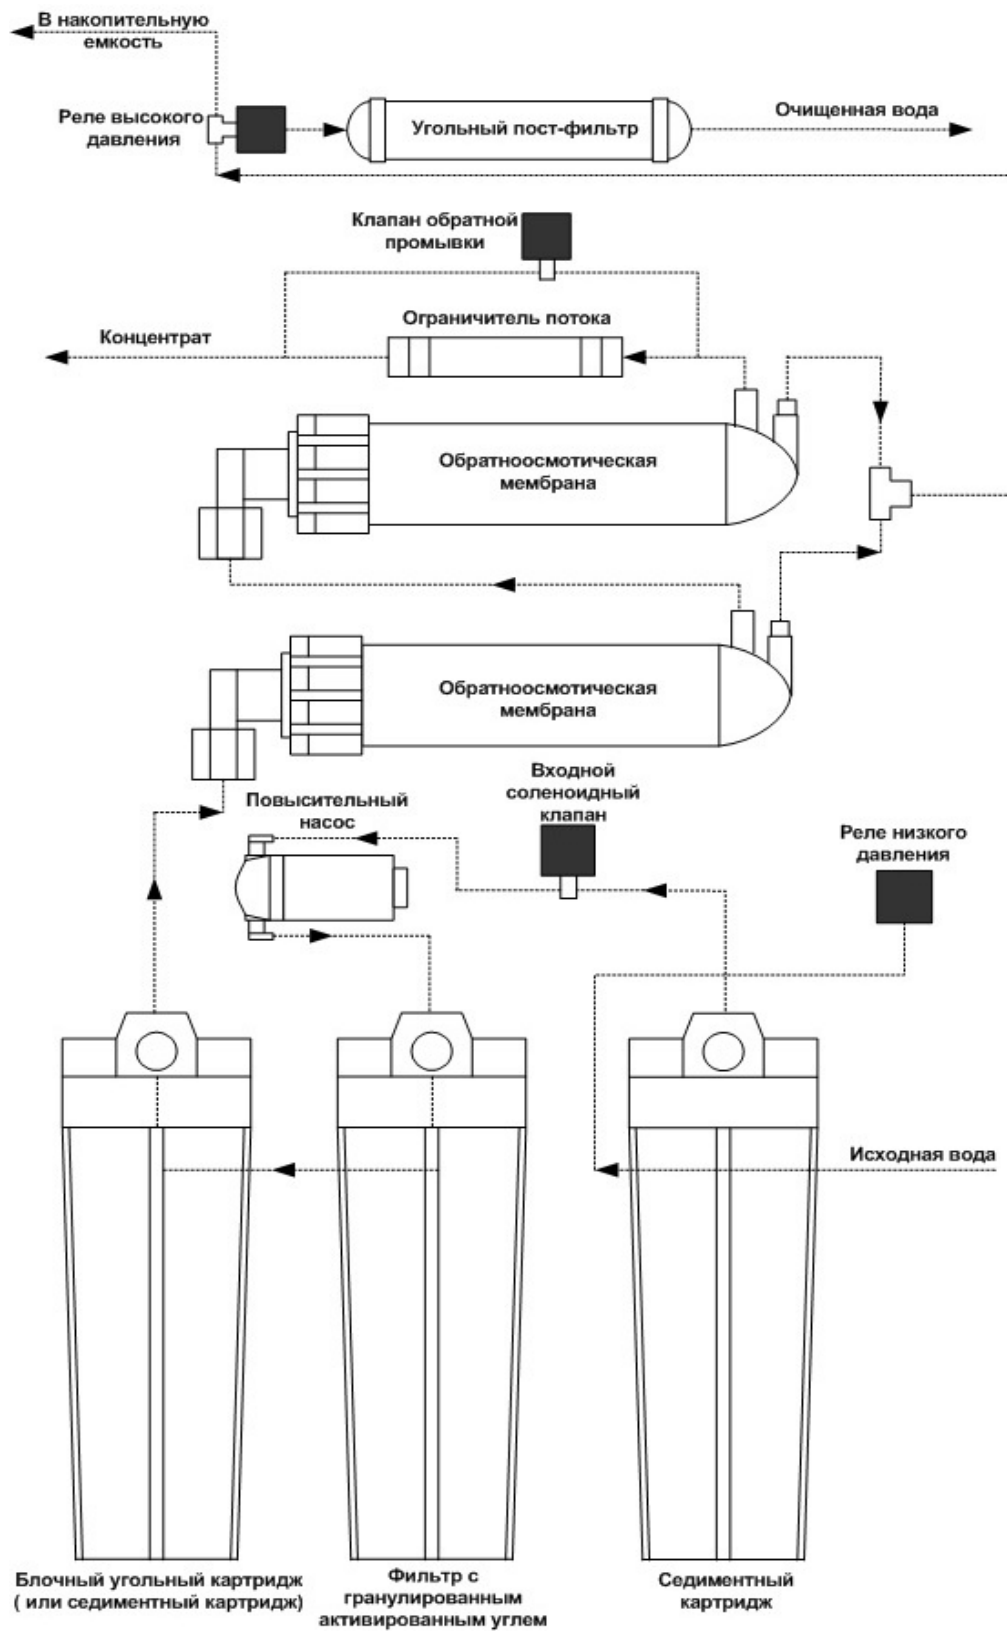 В накопительную
емкость
Реле высокого
давления
Угольный пост-фильтр
Очищенная вода
Клапан обратной
промывки
Ограничитель потока
Концентрат
Обратноосмотическая
мембрана
Обратноосмотическая
мембрана
Входной
соленоидный
клапан
Повысительный
насос
Реле низкого
давления
Исходная вода
Блочный угольный картридж
( или седиментный картридж)
Фильтр с
гранулированным
активированным углем
Седиментный
картридж